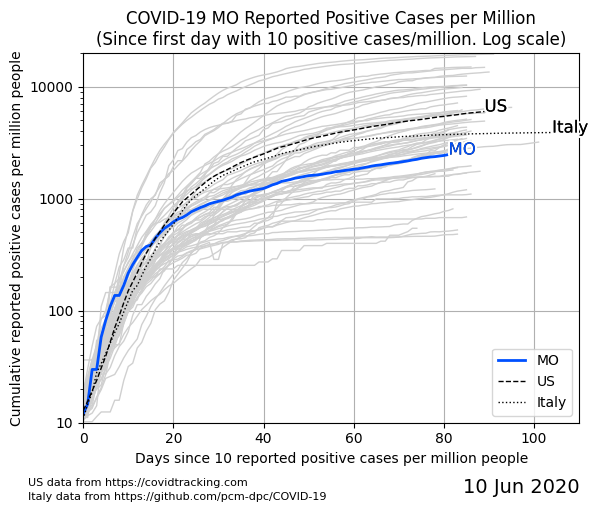 COVID-19 MO Reported Positive Cases per Million
(Since first day with 10 positive cases/million. Log scale)
Cumulative reported positive cases per million people
10000
1000
100
10
US
Italy
MO
MO
US
Italy
0 20 40 60 80 100
Days since 10 reported positive cases per million people
US data from https://covidtracking.com
Italy data from https://github.com/pcm-dpc/COVID-19
10 Jun 2020